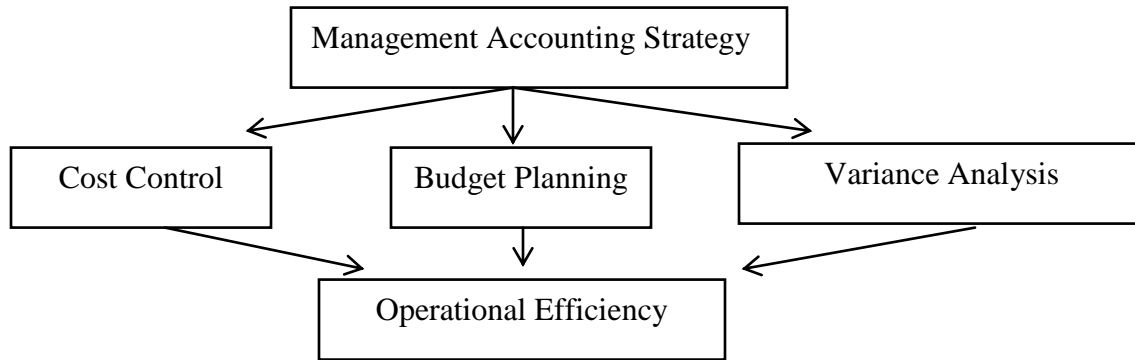 Management Accounting Strategy
Cost Control
Budget Planning
Variance Analysis
Operational Efficiency